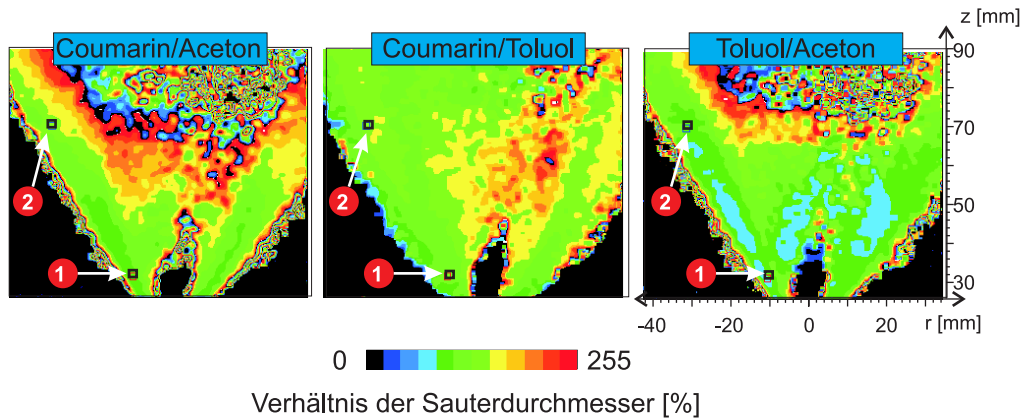 Coumarin/Aceton
Coumarin/Toluol
Toluol/Aceton
z [mm]
90
70
50
30
2
1
2
1
2
1
-40
-20
0
20
r [mm]
0
255
Verhältnis der Sauterdurchmesser [%]